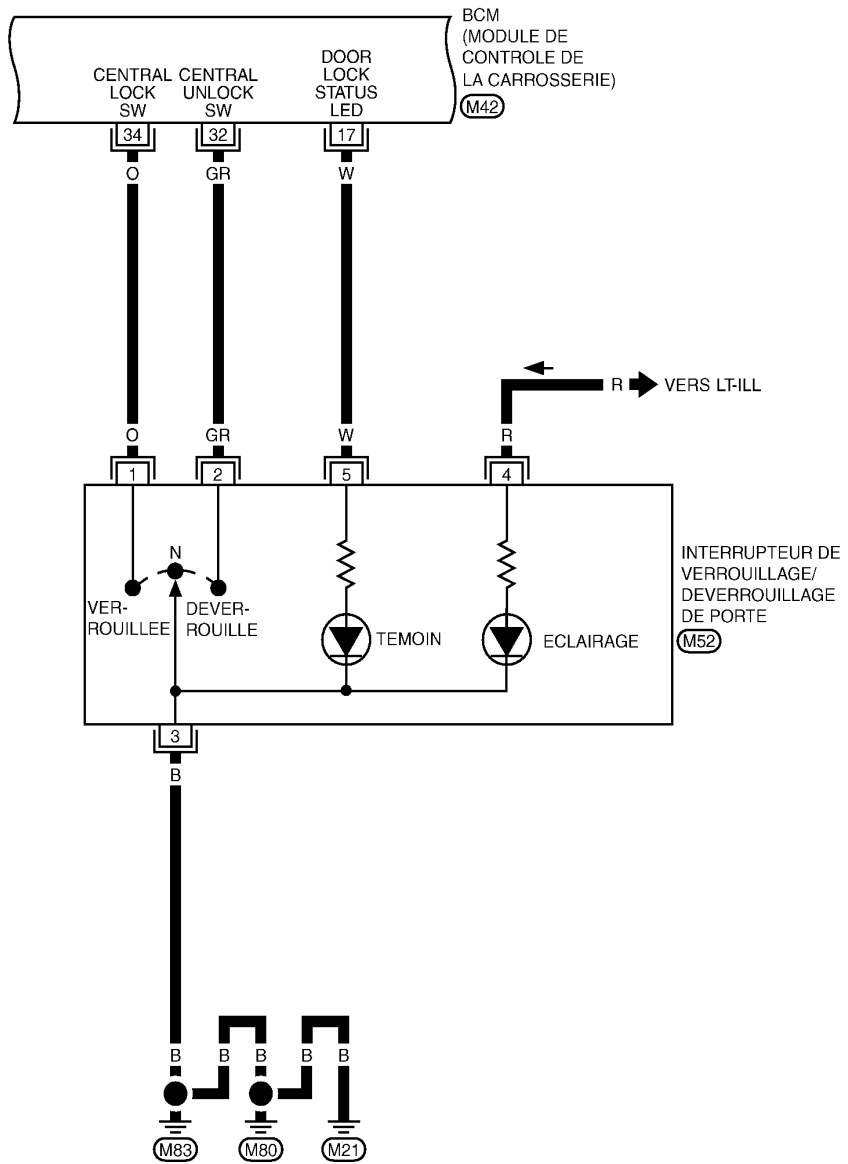 BCM
(MODULE DE
CONTROLE DE
LA CARROSSERIE)
M42
CENTRAL
LOCK
SW
CENTRAL
UNLOCK
SW
DOOR
LOCK
STATUS
LED
34
32
17
O
GR
W
R
VERS LT-ILL
O
GR
W
R
1
2
5
4
N
VER-
ROUILLEE
DEVER-
ROUILLE
TEMOIN
ECLAIRAGE
INTERRUPTEUR DE
VERROUILLAGE/
DEVERROUILLAGE
DE PORTE
M52
3
B
B
B
B
B
B
M83
M80
M21